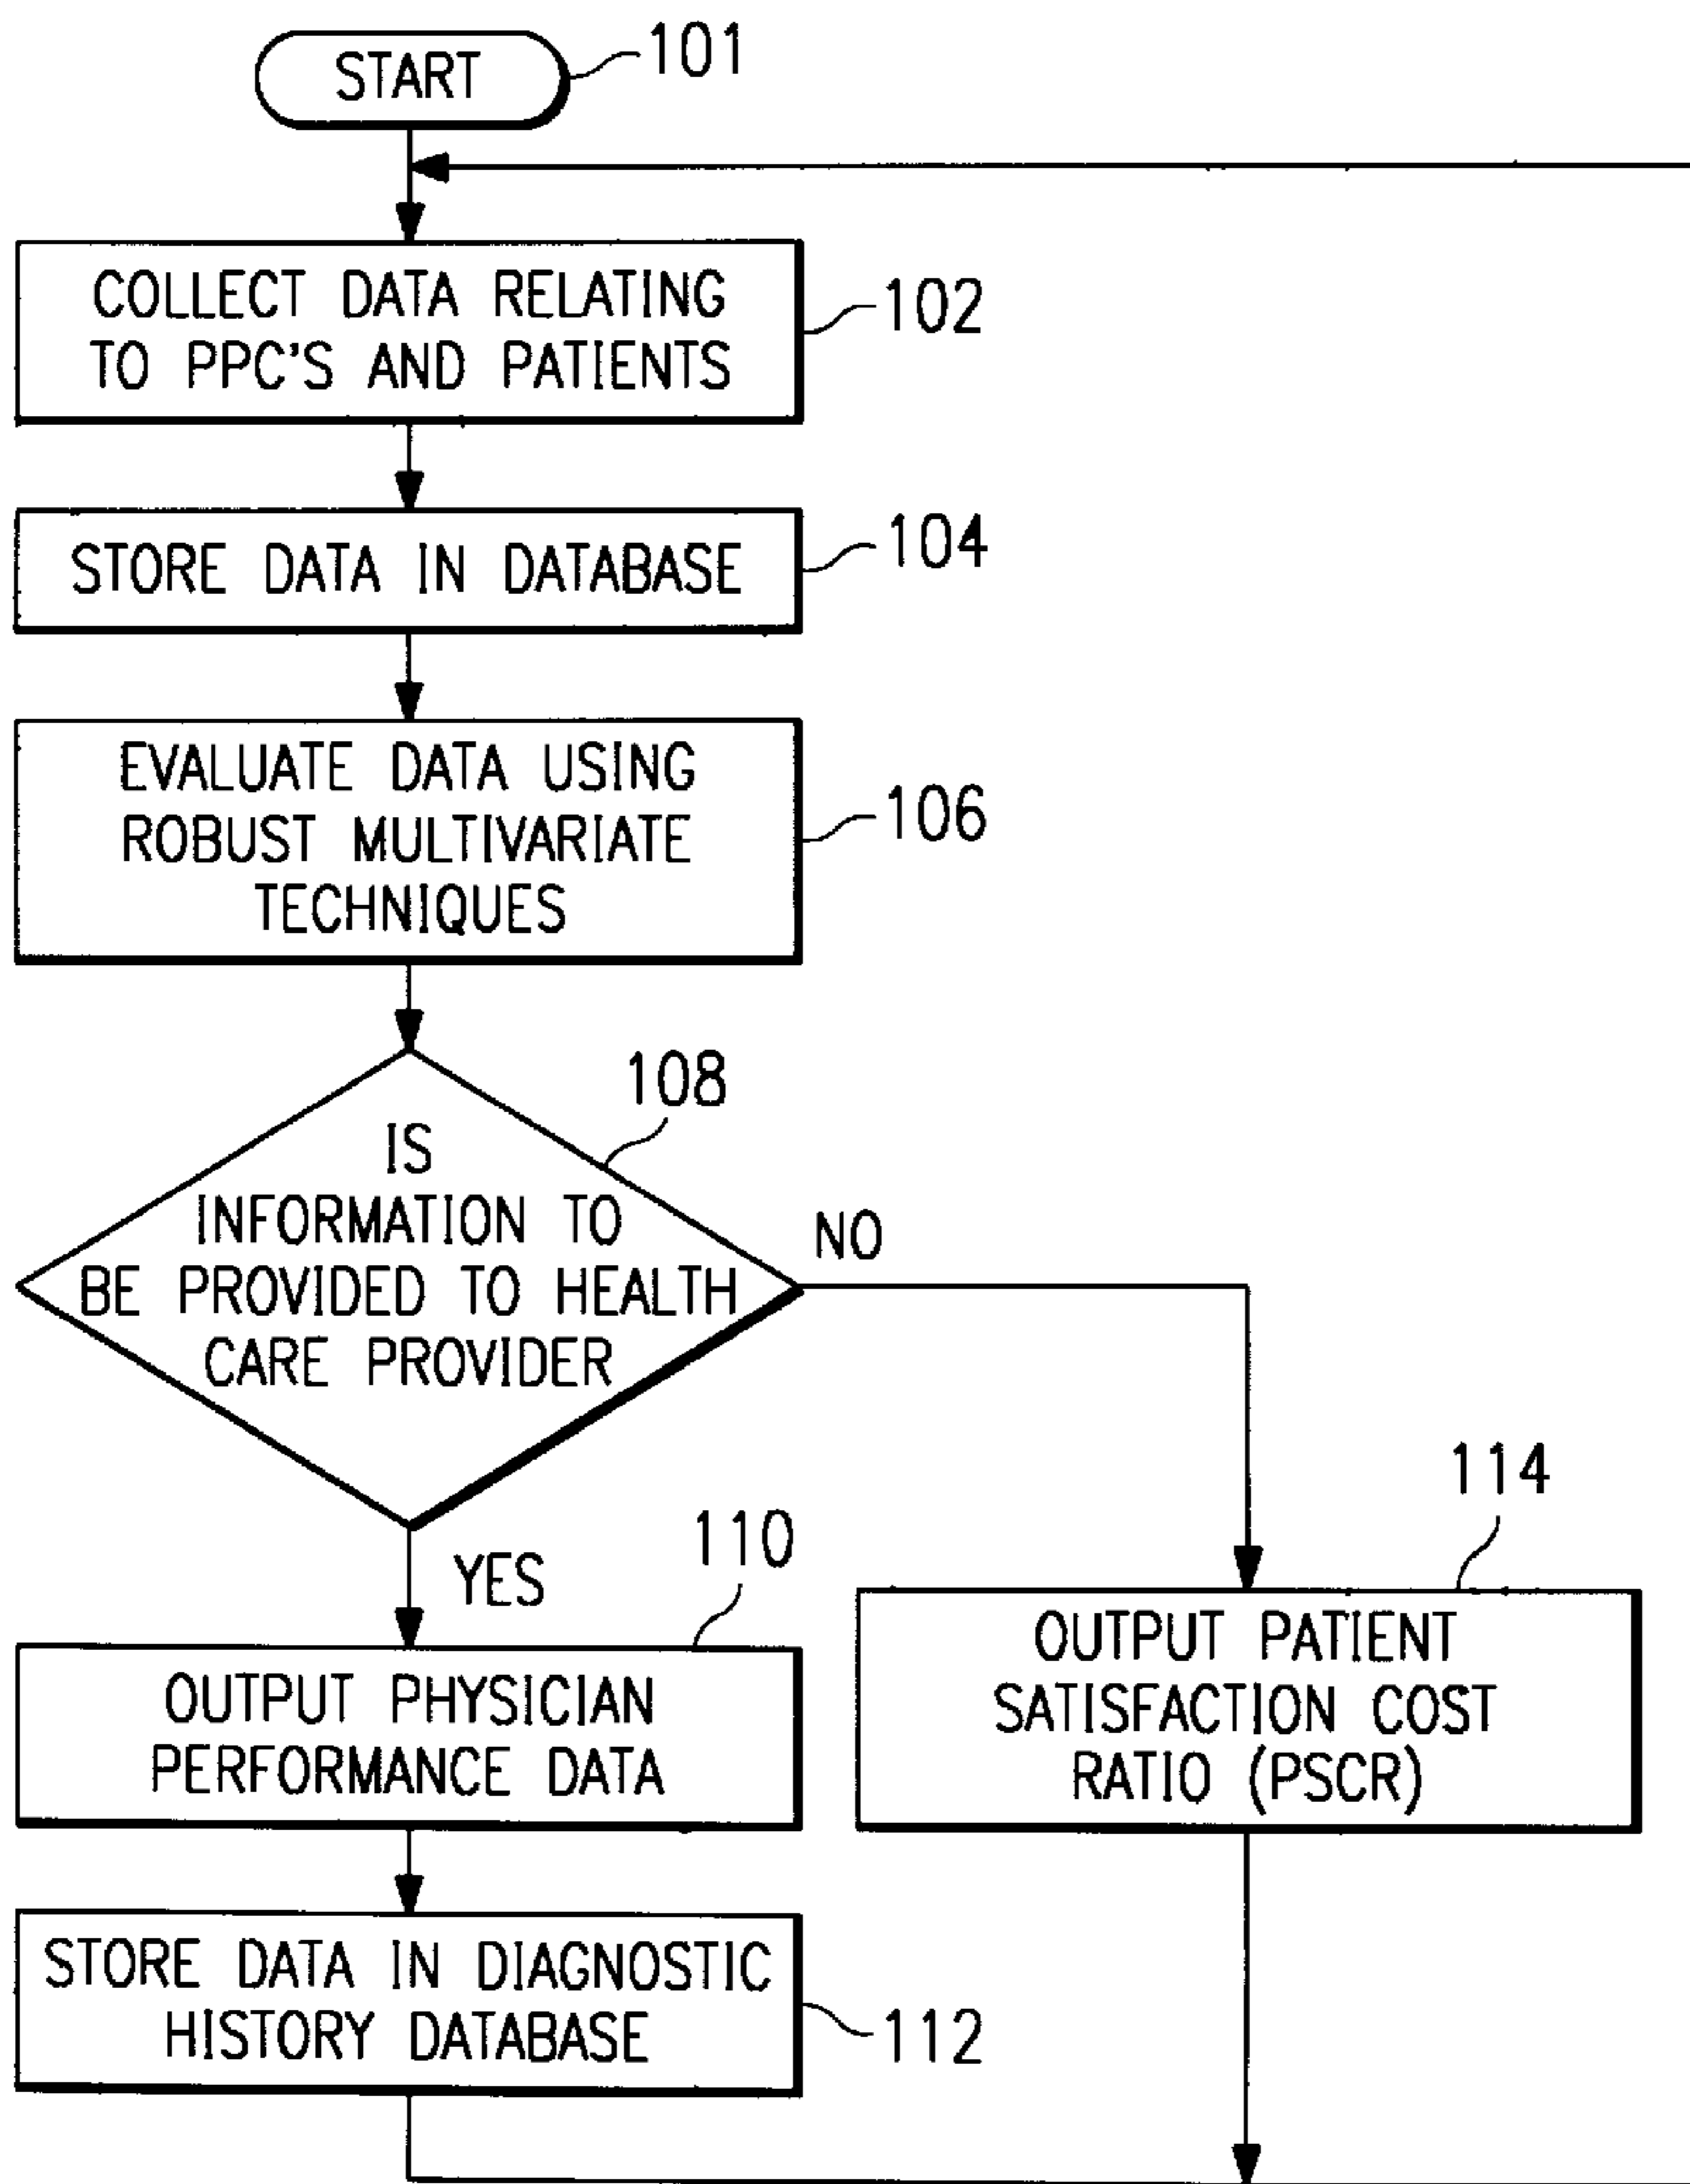 START
101
COLLECT DATA RELATING
TO PPC'S AND PATIENTS
102
STORE DATA IN DATABASE
104
EVALUATE DATA USING
ROBUST MULTIVARIATE
TECHNIQUES
106
108
IS
INFORMATION TO
BE PROVIDED TO HEALTH
CARE PROVIDER
NO
YES
110
OUTPUT PHYSICIAN
PERFORMANCE DATA
114
OUTPUT PATIENT
SATISFACTION COST
RATIO (PSCR)
STORE DATA IN DIAGNOSTIC
HISTORY DATABASE
112